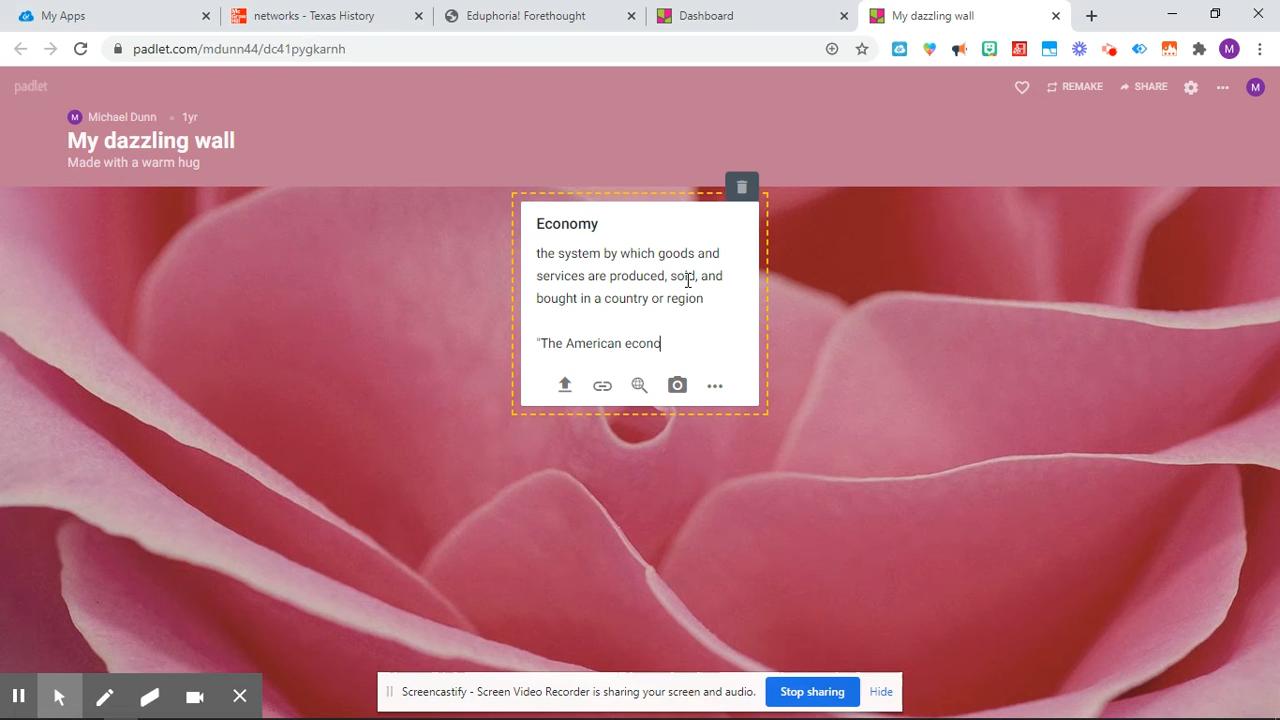 My Apps
networks - Texas History
Eduphoria! Forethought
Dashboard
My dazzling wall
padlet.com/mdunn44/dc41pygkarnh
M
padlet
REMAKE
SHARE
M
M Michael Dunn 1yr
My dazzling wall
Made with a warm hug
Economy
the system by which goods and
services are produced, sold, and
bought in a country or region
"The American econo
Screencastify - Screen Video Recorder is sharing your screen and audio.
Stop sharing
Hide